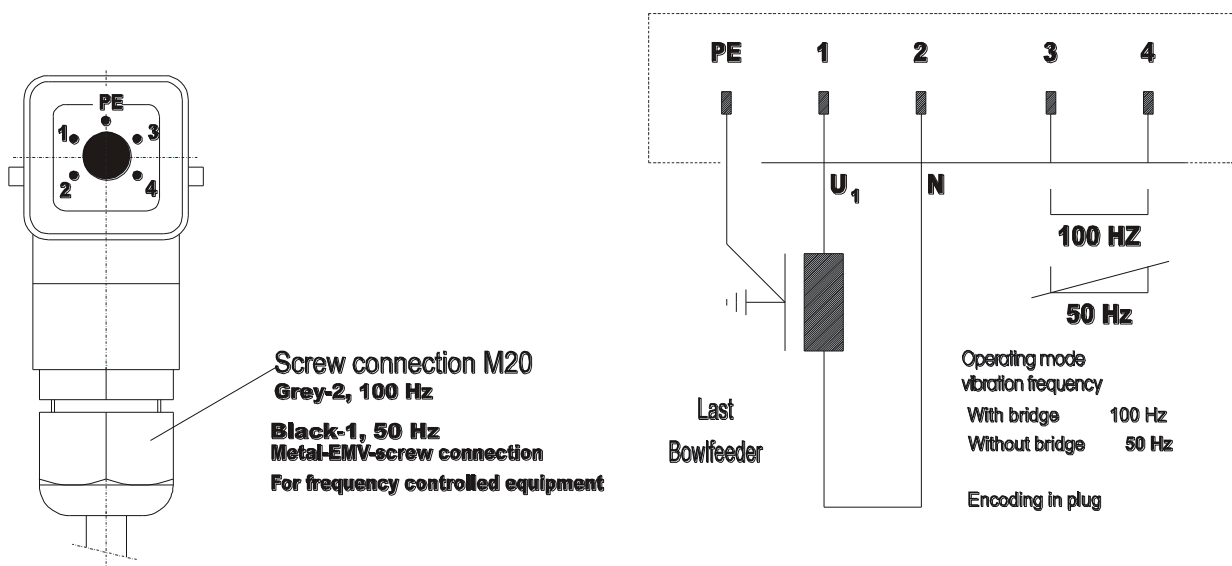 PE
1 3
2 4
Screw connection M20
Grey-2, 100 Hz
Black-1, 50 Hz
Metal-EMV-screw connection
For frequency controlled equipment
PE 1 2 3 4
U1 N
100 HZ
50 Hz
Last
Bowlfeeder
Operating mode
vibration frequency
With bridge 100 Hz
Without bridge 50 Hz
Encoding in plug